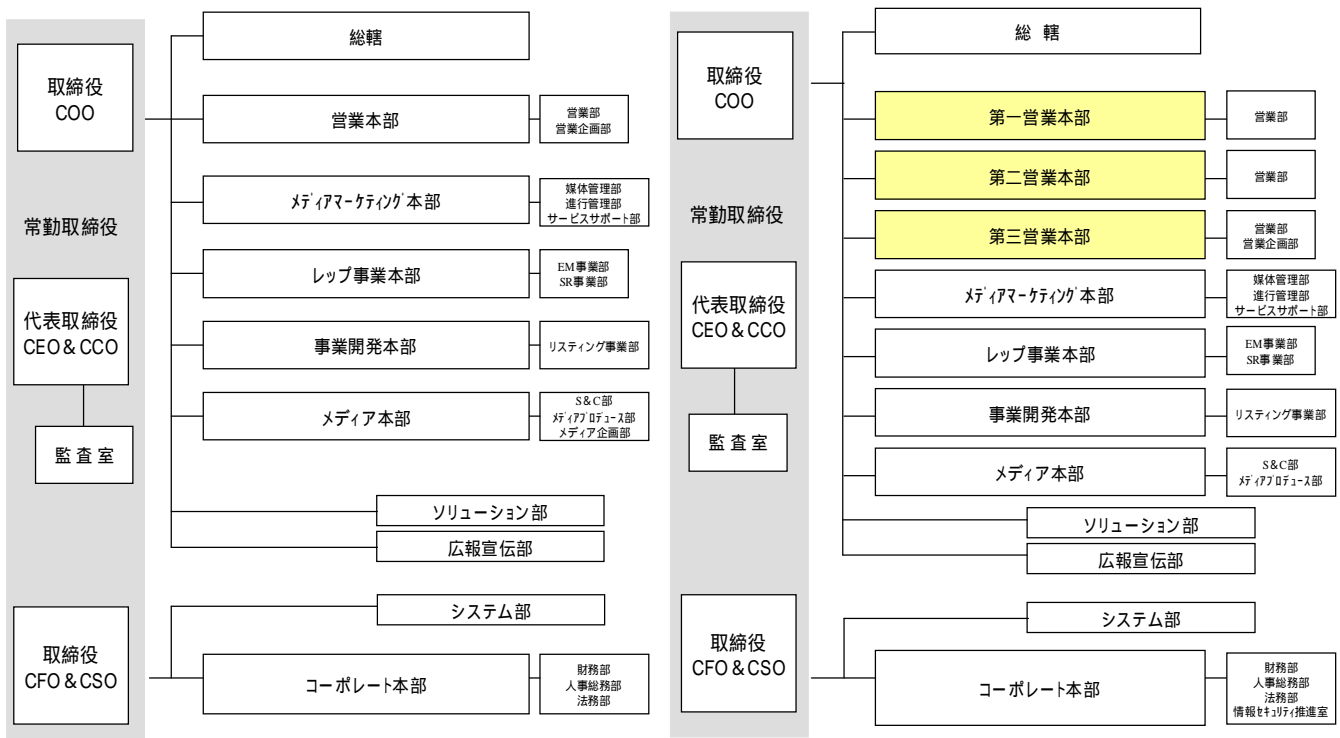 総轄
取締役
COO
営業本部
営業部
営業企画部
メディアマーケティング本部
媒体管理部
進行管理部
サービスサポート部
常勤取締役
レップ事業本部
EM事業部
SR事業部
代表取締役
CEO＆CCO
事業開発本部
リスティング事業部
メディア本部
S&C部
メディアプロデュース部
メディア企画部
監査室
ソリューション部
広報宣伝部
システム部
取締役
CFO＆CSO
コーポレート本部
財務部
人事総務部
法務部
総 轄
取締役
COO
第一営業本部
営業部
第二営業本部
営業部
常勤取締役
第三営業本部
営業部
営業企画部
メディアマーケティング本部
媒体管理部
進行管理部
サービスサポート部
代表取締役
CEO＆CCO
レップ事業本部
EM事業部
SR事業部
事業開発本部
リスティング事業部
監査室
メディア本部
S&C部
メディアプロデュース部
ソリューション部
広報宣伝部
システム部
取締役
CFO＆CSO
コーポレート本部
財務部
人事総務部
法務部
情報セキュリティ推進室